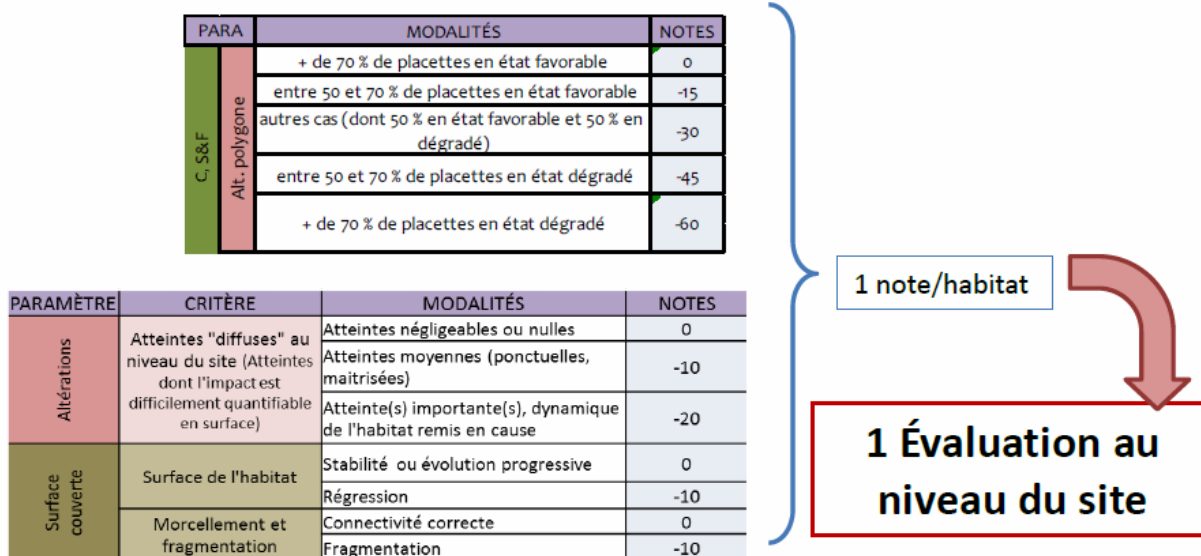 PARA MODALITÉS NOTES
C, S&F
Alt. polygone
+ de 70 % de placettes en état favorable 0
entre 50 et 70 % de placettes en état favorable -15
autres cas (dont 50 % en état favorable et 50 % en
dégradé) -30
entre 50 et 70 % de placettes en état dégradé -45
+ de 70 % de placettes en état dégradé -60
PARAMÈTRE CRITÈRE MODALITÉS NOTES
Altérations
Atteintes "diffuses" au
niveau du site (Atteintes
dont l'impact est
difficilement quantifiable
en surface)
Atteintes négligeables ou nulles 0
Atteintes moyennes (ponctuelles,
maitrisées) -10
Atteinte(s) importante(s), dynamique
de l'habitat remis en cause -20
Surface
couverte
Surface de l'habitat
Stabilité ou évolution progressive 0
Régression -10
Morcellement et
fragmentation
Connectivité correcte 0
Fragmentation -10
1 note/habitat
1 Évaluation au
niveau du site